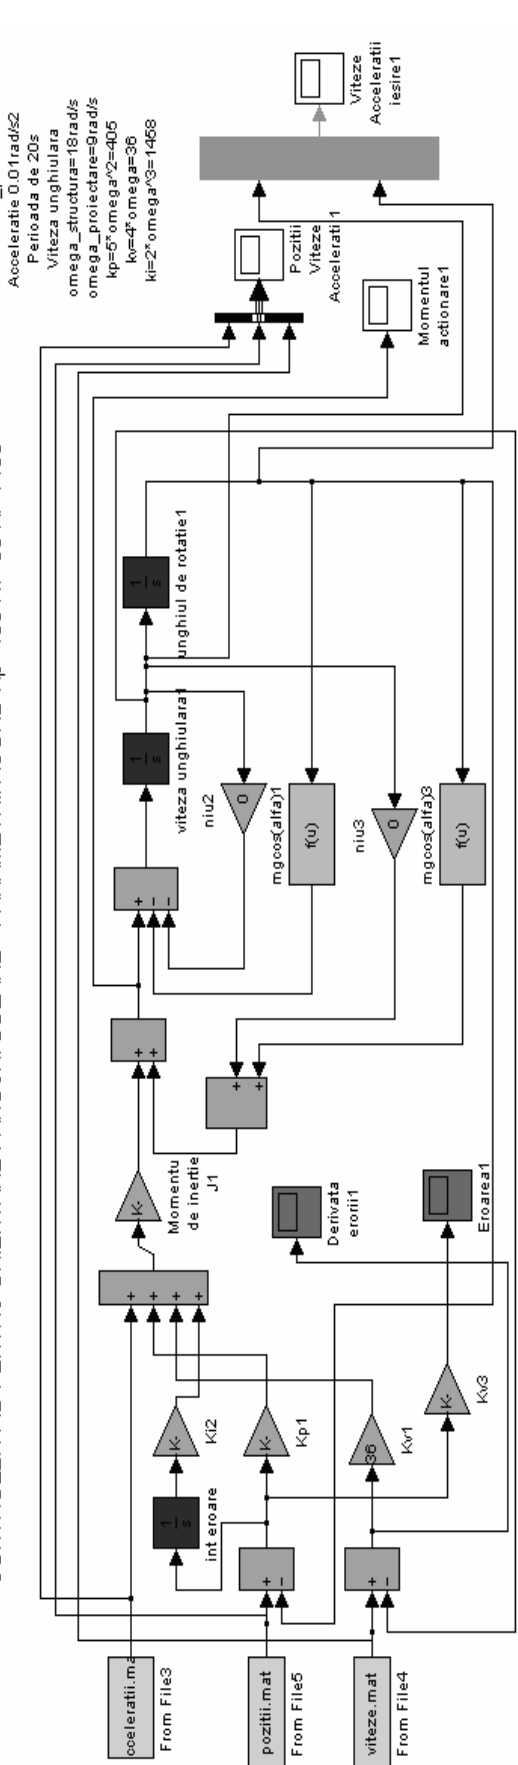 Acceleratie 0.01rad/s2
Perioada de 20s
Viteza unghiulara
omega_structura=18rad/s
omega_proiectare=9rad/s
kp=5*omega^2=405
kv=4*omega=36
ki=2*omega^3=1458
cceleratii.ma
From File3
pozitii.mat
From File5
viteze.mat
From File4
1
s
int eroare
K-
Ki2
K-
Kp1
36
Kv1
K-
Kv3
Derivata
erorii1
Eroarea1
K-
Momentu
de inertie
J1
1
s
viteza unghiulara1
1
s
unghiul de rotatie1
0
niu2
mgcos(alfa)1
f(u)
0
niu3
mgcos(alfa)3
f(u)
Pozitii
Viteze
Acceleratii 1
Momentul
actionare1
Viteze
Acceleratii
iesire1